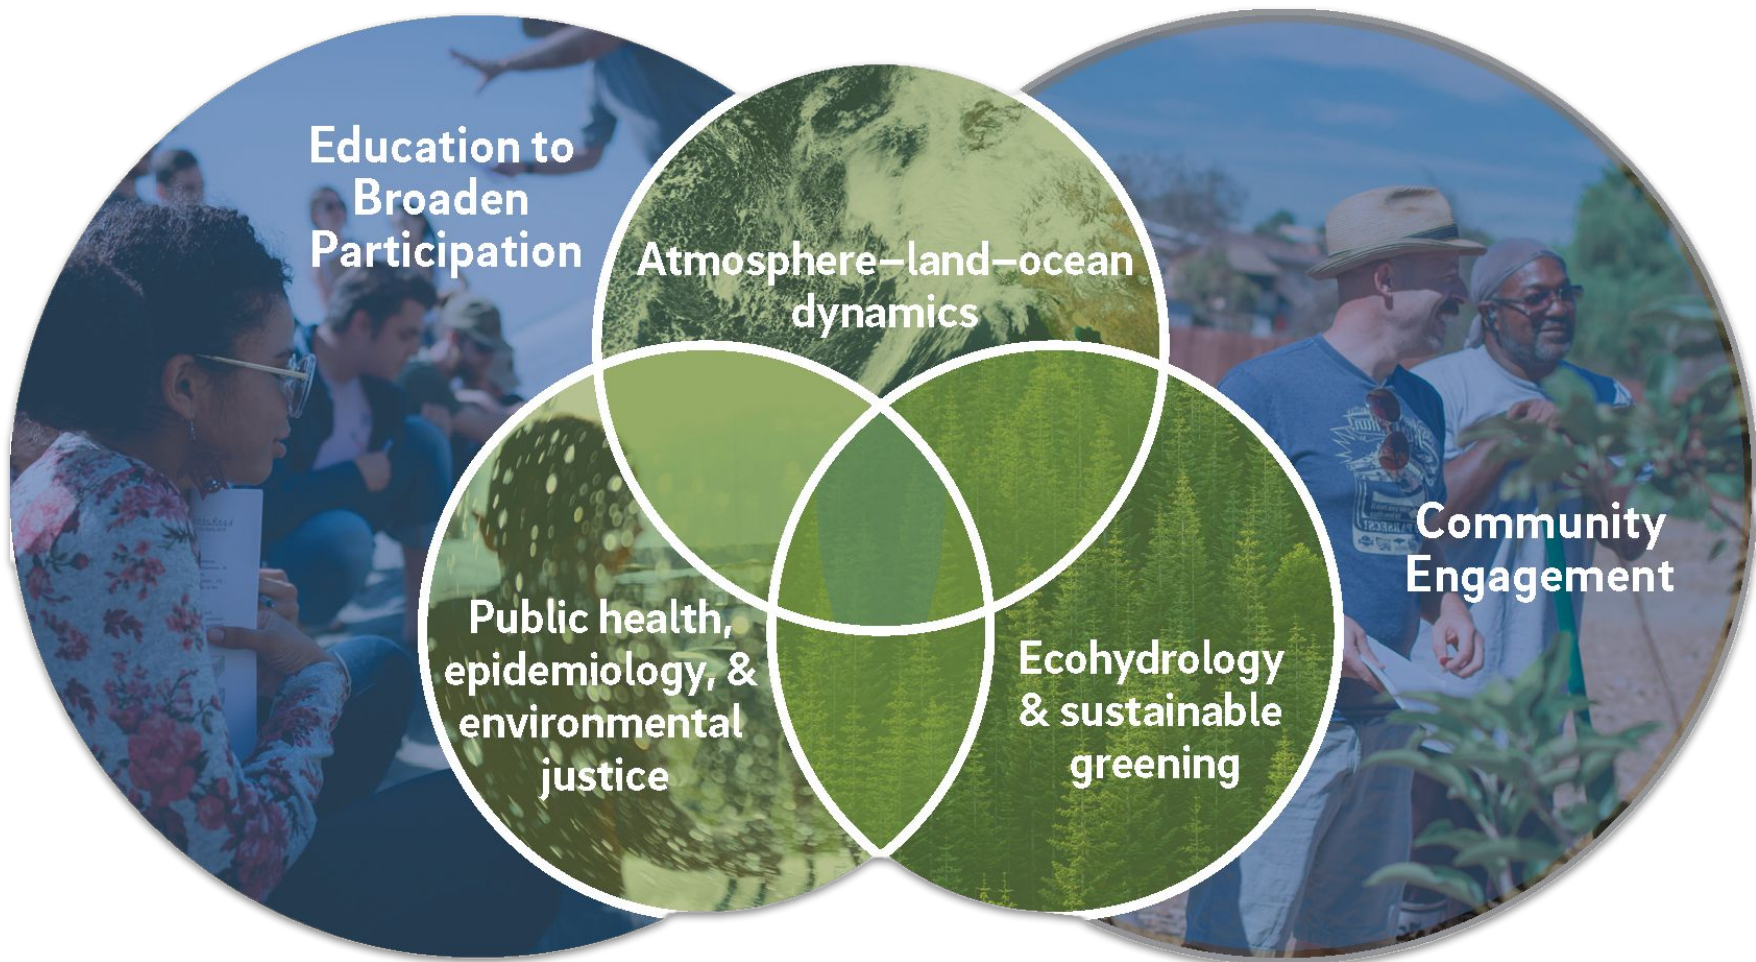 Education to
Broaden
Participation
Atmosphere–land–ocean
dynamics
Public health,
epidemiology, &
environmental
justice
Ecohydrology
& sustainable
greening
Community
Engagement